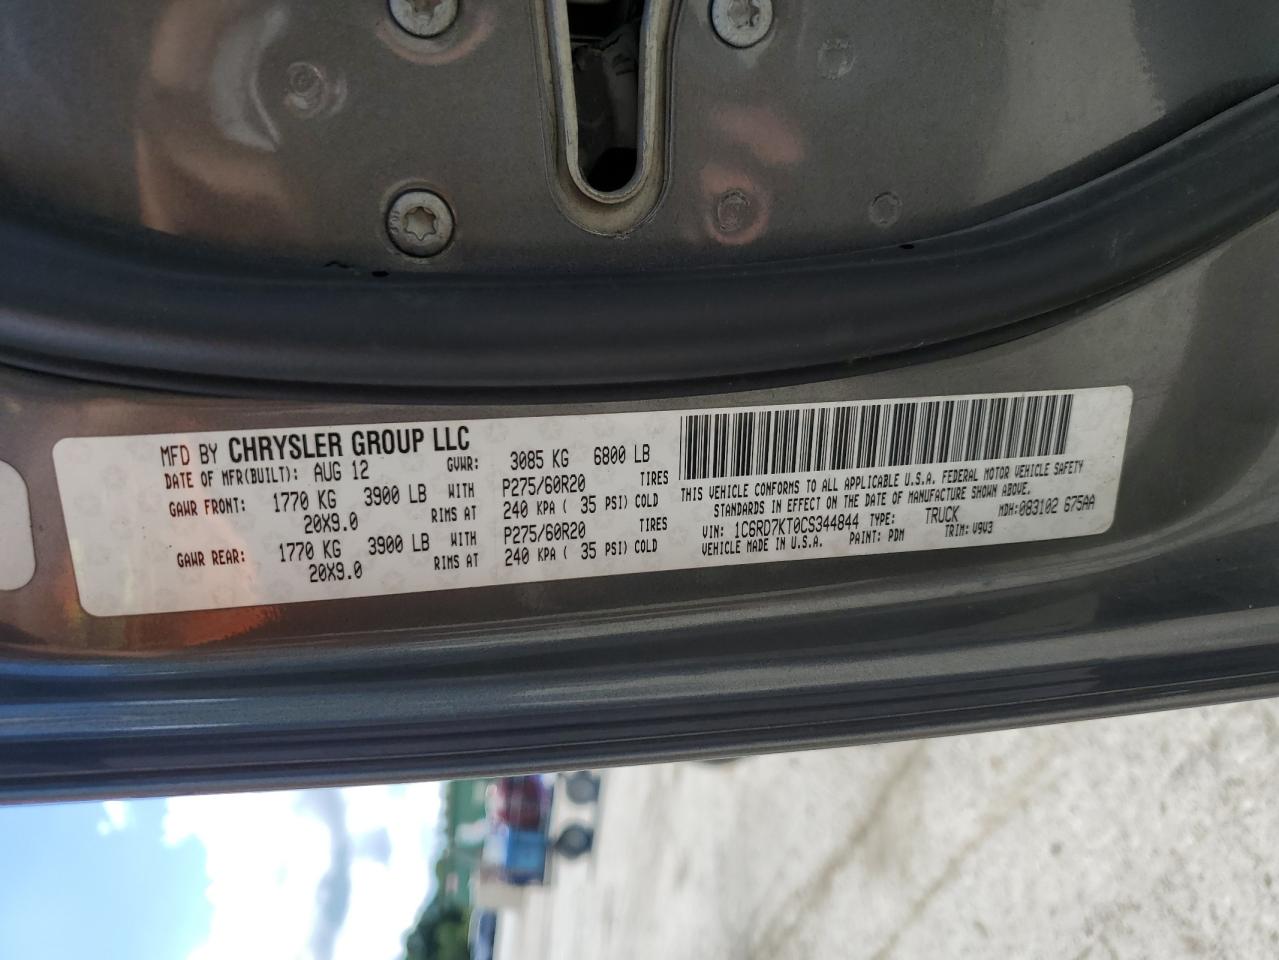 MFD BY CHRYSLER GROUP LLC
DATE OF MFR(BUILT): AUG 12 GVWR: 3085 KG 6800 LB
GAWR FRONT: 1770 KG 3900 LB WITH P275/60R20 TIRES
20X9.0 RIMS AT 240 KPA ( 35 PSI) COLD
GAWR REAR: 1770 KG 3900 LB WITH P275/60R20 TIRES
20X9.0 RIMS AT 240 KPA ( 35 PSI) COLD
THIS VEHICLE CONFORMS TO ALL APPLICABLE U.S.A. FEDERAL MOTOR VEHICLE SAFETY
STANDARDS IN EFFECT ON THE DATE OF MANUFACTURE SHOWN ABOVE.
VIN: 1C6RD7KT0CS344844 TYPE: TRUCK MDH: 083102 675AA
VEHICLE MADE IN U.S.A. PAINT: PDM TRIM: V9V3